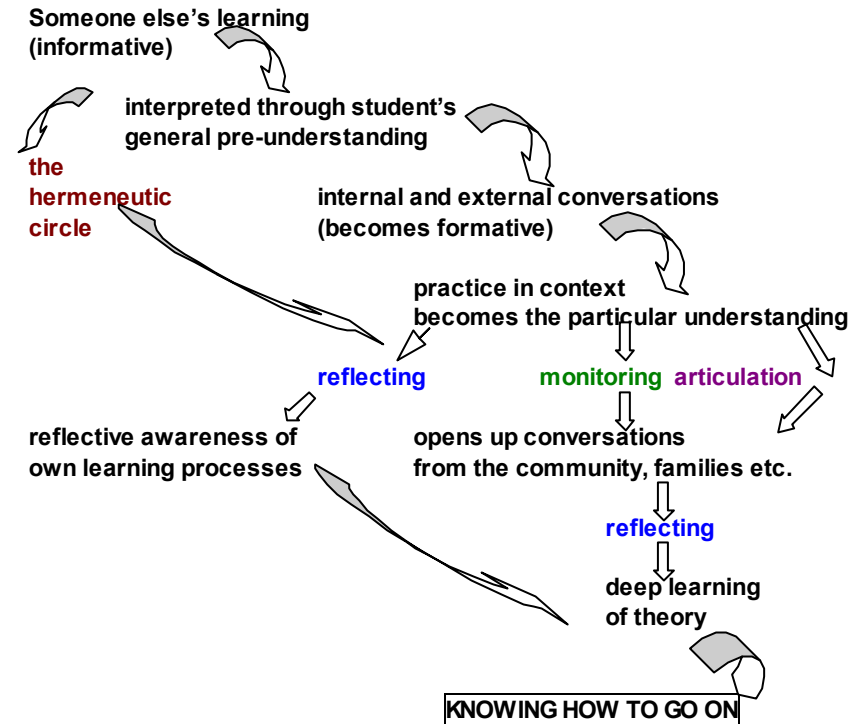 Someone else's learning
(informative)
interpreted through student's
general pre-understanding
the
hermeneutic
circle
internal and external conversations
(becomes formative)
practice in context
becomes the particular understanding
reflecting
monitoring
articulation
reflective awareness of
own learning processes
opens up conversations
from the community, families etc.
reflecting
deep learning
of theory
KNOWING HOW TO GO ON